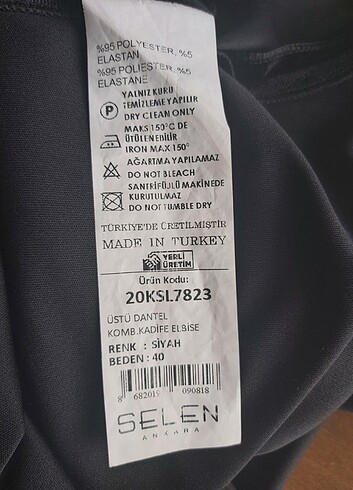 %95 POLYESTER, %5
ELASTAN
%95 POLIESTER, %5
ELASTANE
YALNIZ KURU
TEMİZLEME YAPILIR
P
DRY CLEAN ONLY
MAKS 150°C DE
ÜTÜLENEBİLİR
IRON MAX 150°
AĞARTMA YAPILAMAZ
DO NOT BLEACH
SANTRİFÜJLÜ MAKİNEDE
KURUTULMAZ
DO NOT TUMBLE DRY
TÜRKİYE'DE ÜRETİLMİŞTİR
MADE IN TURKEY
YERLİ
ÜRETİM
Ürün Kodu:
20KSL7823
ÜSTÜ DANTEL
KOMB.KADİFE ELBİSE
RENK : SİYAH
BEDEN : 40
8 682015 090818
SELEN
ANKARA